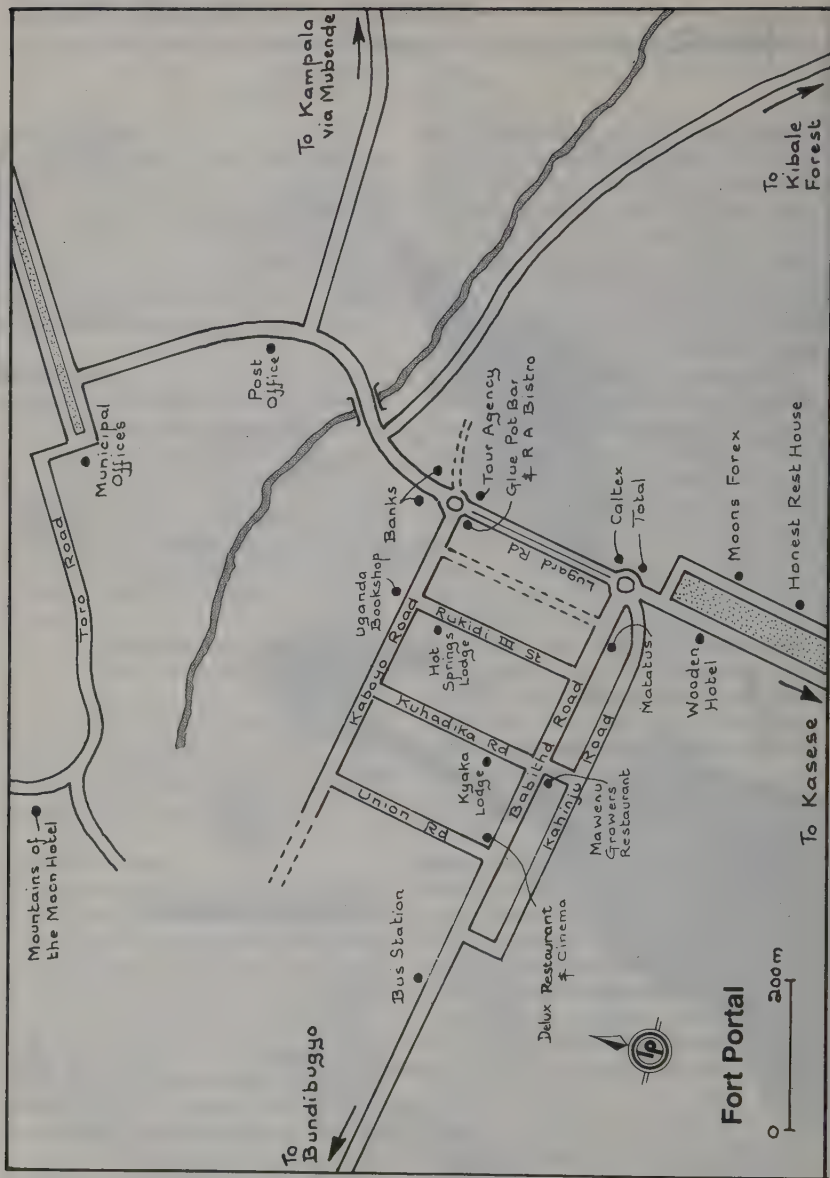 Mountains of
the Moon Hotel
Toro Road
Municipal
Offices
Post
Office
To Kampala
via Mubende
To
Kibale
Forest
Banks
Tour Agency
Glue Pot Bar
& R A Bistro
Lugard Rd
Caltex
Total
Moons Forex
Honest Rest House
Uganda
Bookshop
Kaboyo Road
Rukidi III St
Hot
Springs
Lodge
Kuhadika Rd
Kyaka
Lodge
Union Rd
Babitha Road
Kahinju Road
Matatus
Wooden
Hotel
To Kasese
Mawenu
Growers
Restaurant
Delux Restaurant
& Cinema
Bus Station
To
Bundibugyo
lp
Fort Portal
0 200m